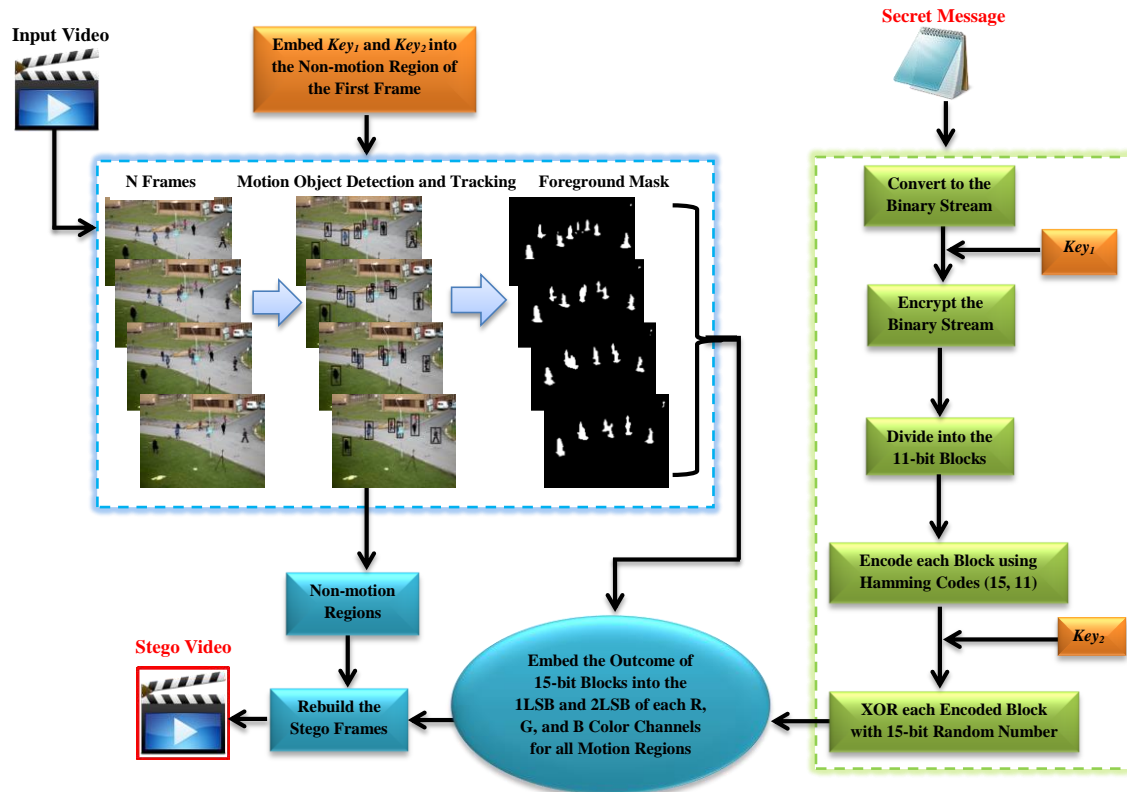 Input Video
Embed Key1 and Key2 into
the Non-motion Region of
the First Frame
Secret Message
N Frames
Motion Object Detection and Tracking
Foreground Mask
Convert to the
Binary Stream
Key1
Encrypt the
Binary Stream
Divide into the
11-bit Blocks
Encode each Block using
Hamming Codes (15, 11)
Key2
XOR each Encoded Block
with 15-bit Random Number
Non-motion
Regions
Embed the Outcome of
15-bit Blocks into the
1LSB and 2LSB of each R,
G, and B Color Channels
for all Motion Regions
Stego Video
Rebuild the
Stego Frames